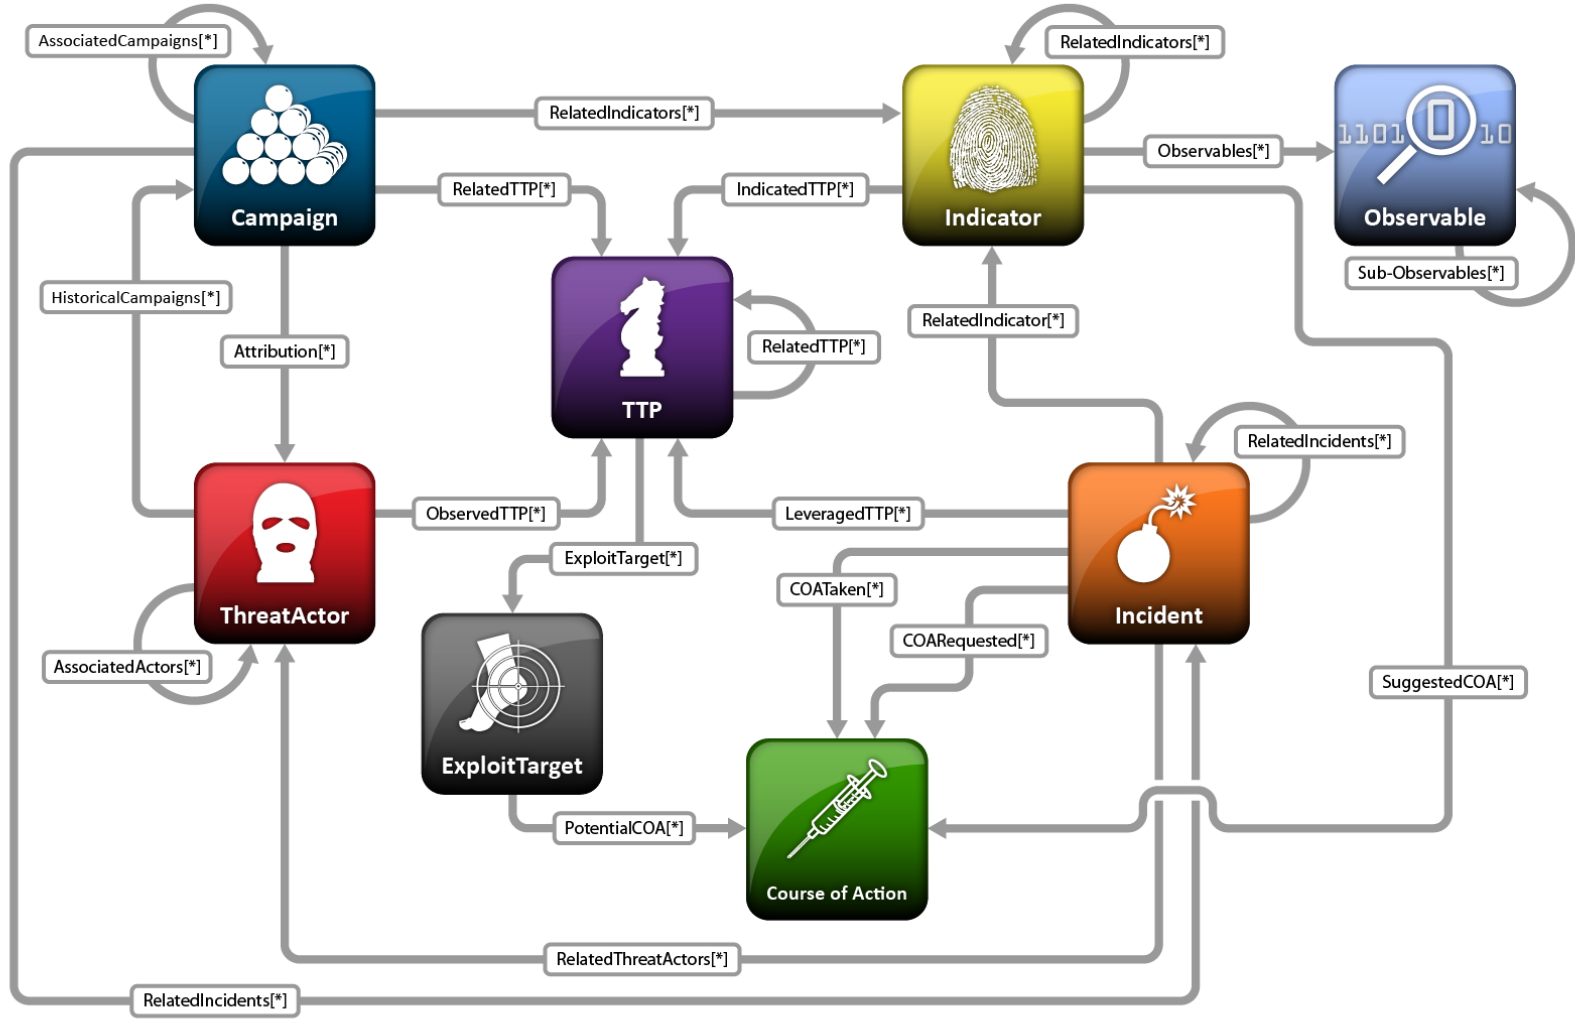 AssociatedCampaigns[*]
RelatedIndicators[*]
RelatedIndicators[*]
1101 0 10
Observables[*]
RelatedTTP[*]
IndicatedTTP[*]
Campaign
Indicator
Observable
Sub-Observables[*]
HistoricalCampaigns[*]
RelatedIndicator[*]
Attribution[*]
RelatedTTP[*]
TTP
RelatedIncidents[*]
ObservedTTP[*]
LeveragedTTP[*]
ExploitTarget[*]
COATaken[*]
ThreatActor
Incident
COARequested[*]
AssociatedActors[*]
SuggestedCOA[*]
ExploitTarget
PotentialCOA[*]
Course of Action
RelatedThreatActors[*]
RelatedIncidents[*]